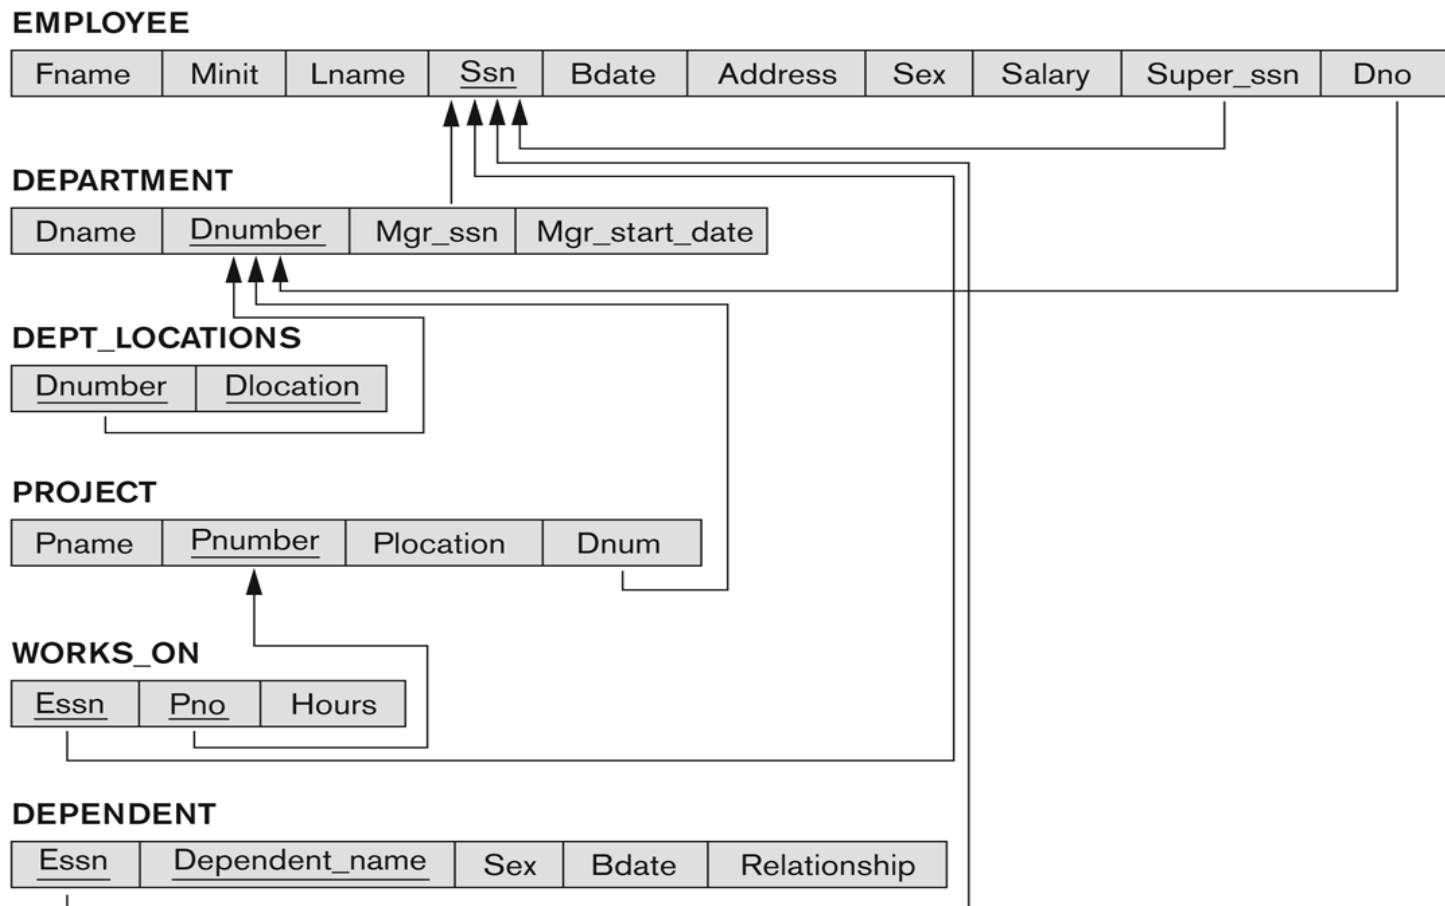 EMPLOYEE
Fname Minit Lname Ssn Bdate Address Sex Salary Super_ssn Dno
DEPARTMENT
Dname Dnumber Mgr_ssn Mgr_start_date
DEPT_LOCATIONS
Dnumber Dlocation
PROJECT
Pname Pnumber Plocation Dnum
WORKS_ON
Essn Pno Hours
DEPENDENT
Essn Dependent_name Sex Bdate Relationship